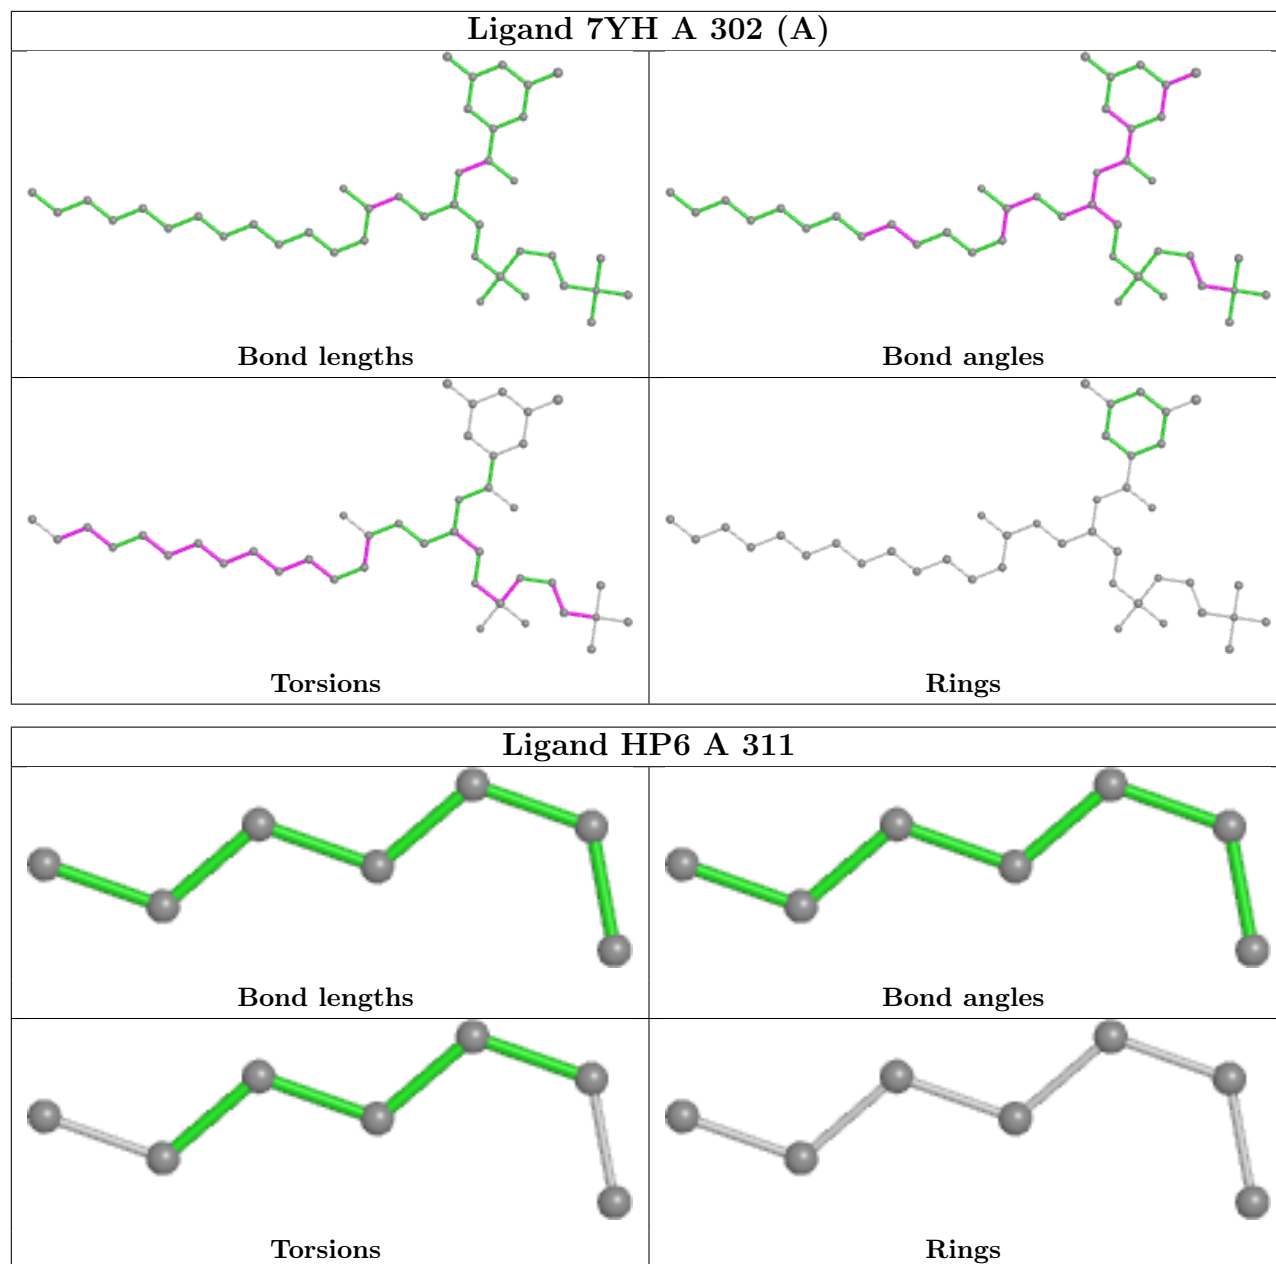 Ligand 7YH A 302 (A)
Bond lengths
Bond angles
Torsions
Rings
Ligand HP6 A 311
Bond lengths
Bond angles
Torsions
Rings